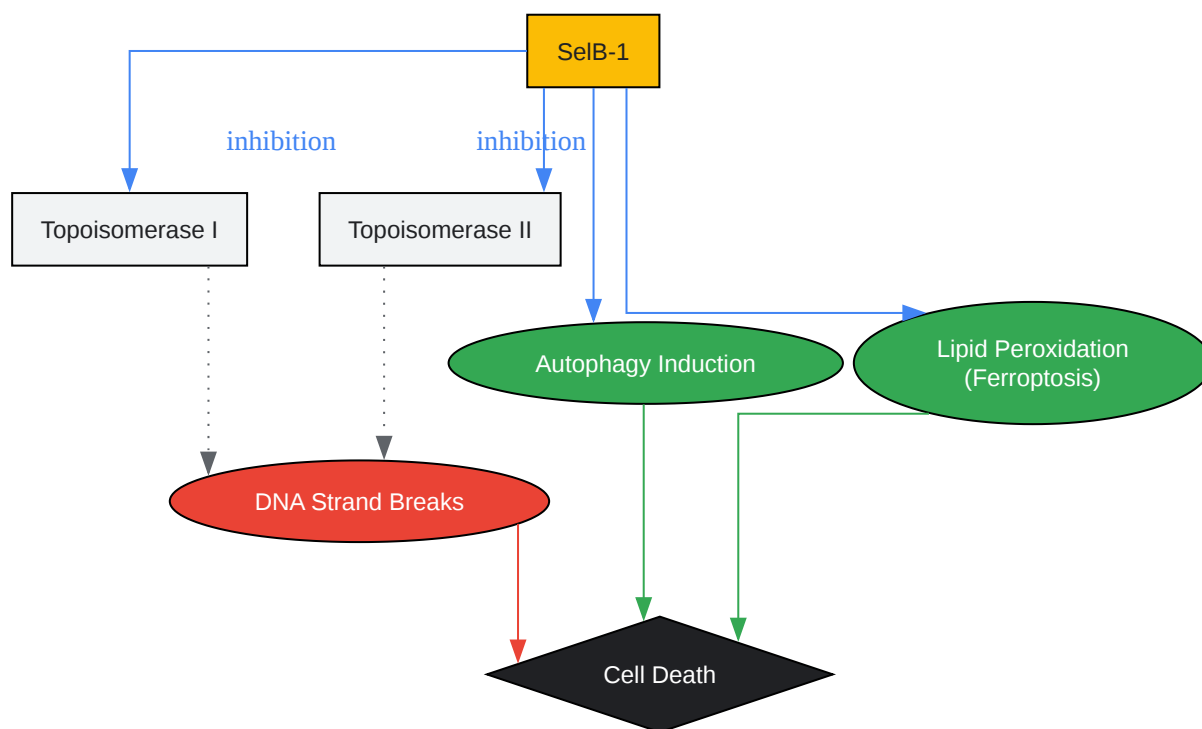 SelB-1
inhibition
inhibition
Topoisomerase I
Topoisomerase II
Autophagy Induction
Lipid Peroxidation
(Ferroptosis)
DNA Strand Breaks
Cell Death